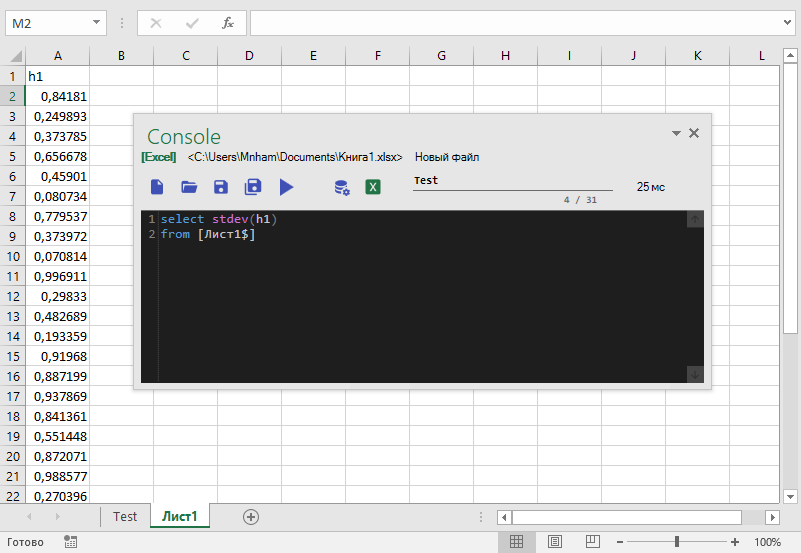 M2
fx
A B C D E F G H I J K L
1 h1
2 0,84181
3 0,249893
4 0,373785
5 0,656678
6 0,45901
7 0,080734
8 0,779537
9 0,373972
10 0,070814
11 0,996911
12 0,29833
13 0,482689
14 0,193359
15 0,91968
16 0,887199
17 0,937869
18 0,841361
19 0,551448
20 0,872071
21 0,988577
22 0,270396
Console
[Excel] <C:\Users\Mnham\Documents\Книга1.xlsx> Новый файл
Test
4 / 31
25 мс
1 select stdev(h1)
2 from [Лист1$]
Test Лист1
Готово
100%